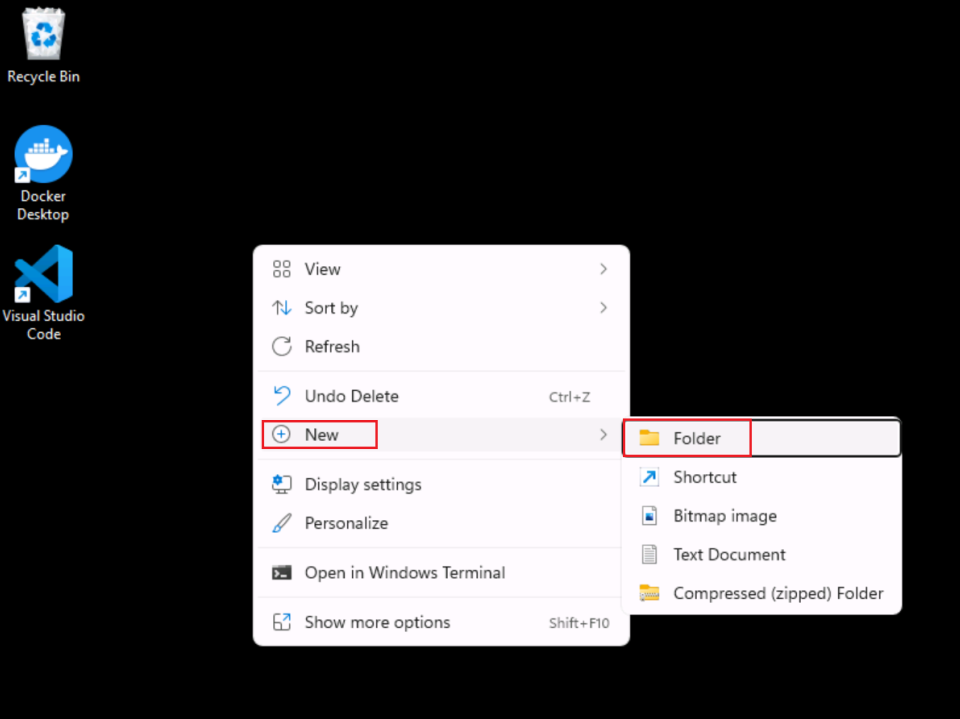 Recycle Bin
Docker
Desktop
Visual Studio
Code
View
Sort by
Refresh
Undo Delete Ctrl+Z
New
Display settings
Personalize
Open in Windows Terminal
Show more options Shift+F10
Folder
Shortcut
Bitmap image
Text Document
Compressed (zipped) Folder